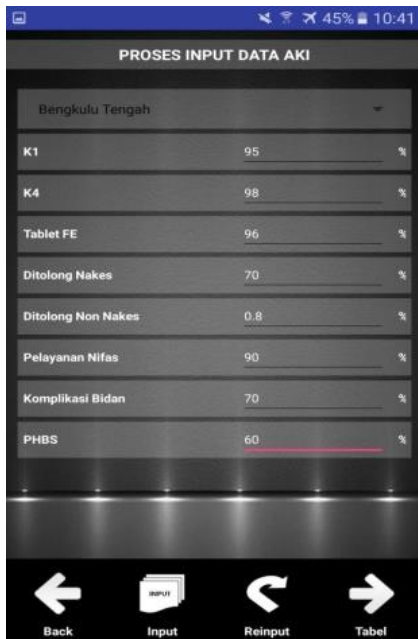 45% 10:41
PROSES INPUT DATA AKI
Bengkulu Tengah
K1 95 %
K4 98 %
Tablet FE 96 %
Ditolong Nakes 70 %
Ditolong Non Nakes 0.8 %
Pelayanan Nifas 90 %
Komplikasi Bidan 70 %
PHBS 60 %
INPUT
Back Input Reinput Tabel